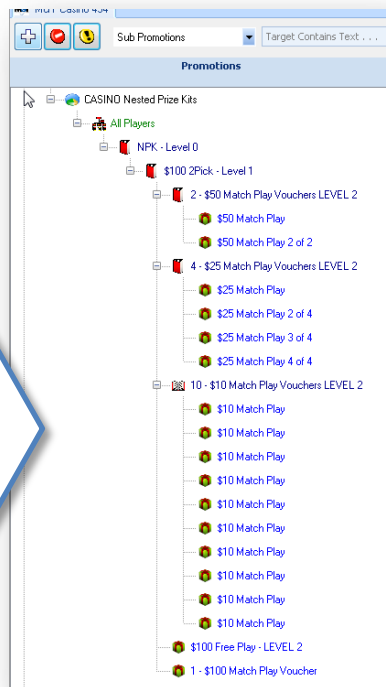 Sub Promotions
Target Contains Text . . .
Promotions
CASINO Nested Prize Kits
All Players
NPK - Level 0
$100 2Pick - Level 1
2 - $50 Match Play Vouchers LEVEL 2
$50 Match Play
$50 Match Play 2 of 2
4 - $25 Match Play Vouchers LEVEL 2
$25 Match Play
$25 Match Play 2 of 4
$25 Match Play 3 of 4
$25 Match Play 4 of 4
10 - $10 Match Play Vouchers LEVEL 2
$10 Match Play
$10 Match Play
$10 Match Play
$10 Match Play
$10 Match Play
$10 Match Play
$10 Match Play
$10 Match Play
$10 Match Play
$10 Match Play
$100 Free Play - LEVEL 2
1 - $100 Match Play Voucher